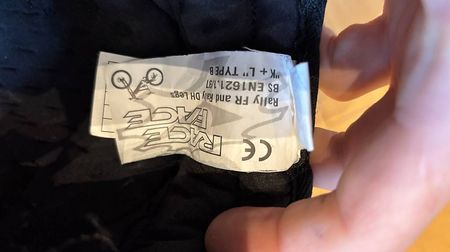 RACE
FACE
CE
Rally FR and Rally DH Legs
BS EN1621.1 97
"K + L" TYPE B